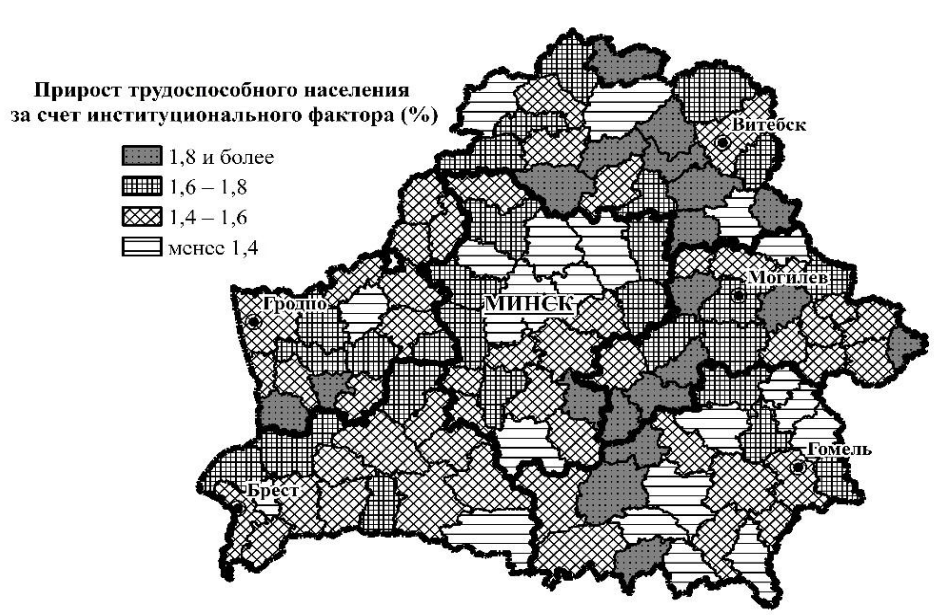 Прирост трудоспособного населения
за счет институционального фактора (%)
1,8 и более
1,6 – 1,8
1,4 – 1,6
менее 1,4
Витебск
Могилев
Гродно
МИНСК
Гомель
Брест